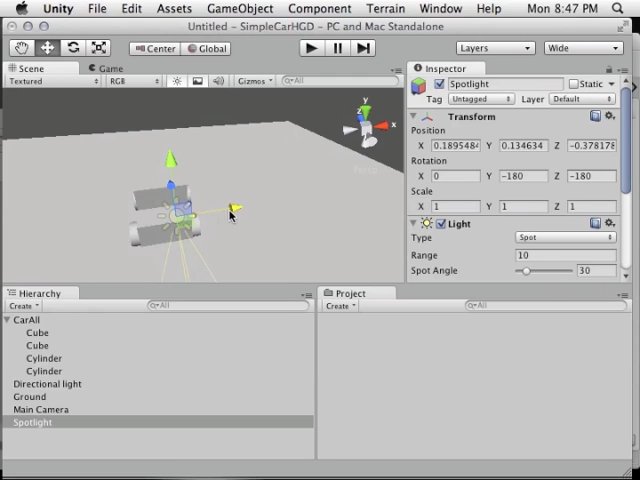 Unity File Edit Assets GameObject Component Terrain Window Help Mon 8:47 PM
Untitled - SimpleCarHGD - PC and Mac Standalone
Center Global Layers Wide
Scene Game Inspector
Textured RGB Gizmos All
Spotlight Static
Tag Untagged Layer Default
Transform
Position
X 0.1895484 Y 0.134634 Z -0.378178
Rotation
X 0 Y -180 Z -180
Scale
X 1 Y 1 Z 1
Light
Type Spot
Range 10
Spot Angle 30
y
z
x
Persp
Hierarchy Project
Create All Create All
CarAll
Cube
Cube
Cylinder
Cylinder
Directional light
Ground
Main Camera
Spotlight